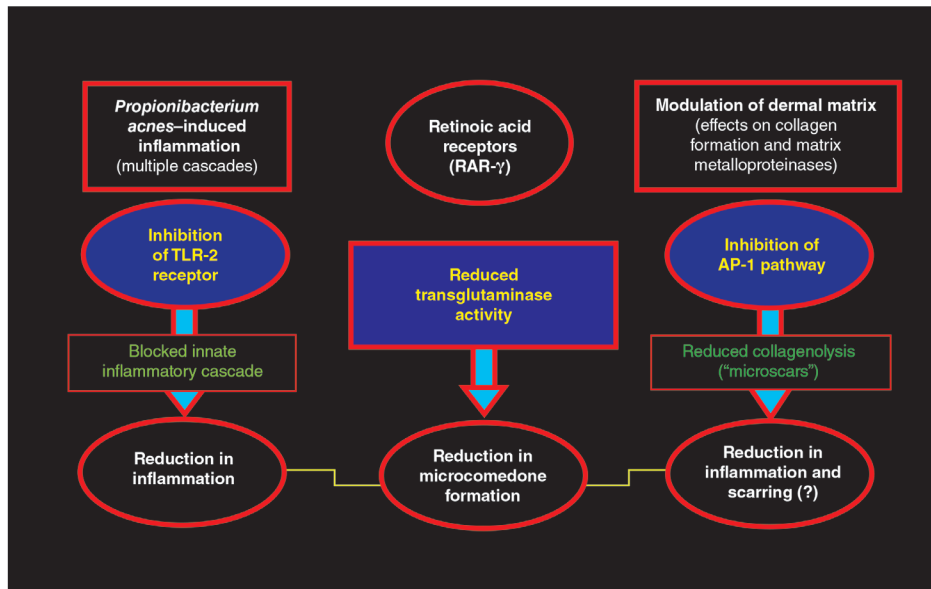 Propionibacterium
acnes–induced
inflammation
(multiple cascades)
Retinoic acid
receptors
(RAR-γ)
Modulation of dermal matrix
(effects on collagen
formation and matrix
metalloproteinases)
Inhibition
of TLR-2
receptor
Reduced
transglutaminase
activity
Inhibition of
AP-1 pathway
Blocked innate
inflammatory cascade
Reduced collagenolysis
(“microscars”)
Reduction in
inflammation
Reduction in
microcomedone
formation
Reduction in
inflammation and
scarring (?)